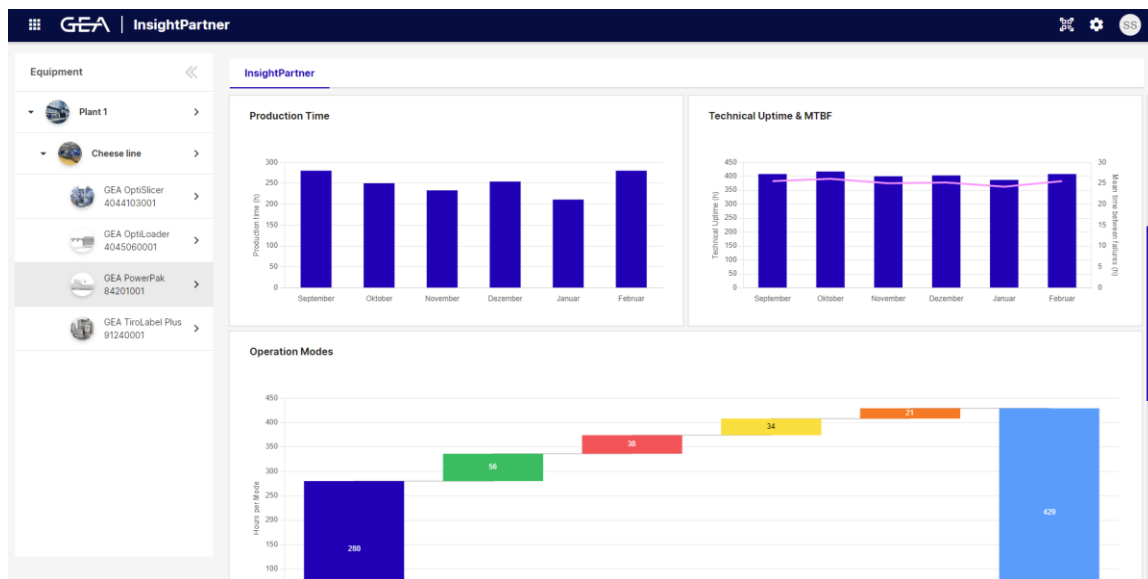 GEA InsightPartner
SS
Equipment
Plant 1
Cheese line
GEA OptiSlicer
4044103001
GEA OptiLoader
4045060001
GEA PowerPak
84201001
GEA TiroLabel Plus
91240001
InsightPartner
Production Time
300
250
200
150
100
50
0
Production time (h)
September Oktober November Dezember Januar Februar
Technical Uptime & MTBF
450
400
350
300
250
200
150
100
50
0
Technical Uptime (h)
30
25
20
15
10
5
0
Mean time between failures (h)
September Oktober November Dezember Januar Februar
Operation Modes
450
400
350
300
250
200
150
100
Hours per Mode
280
56
38
34
21
429